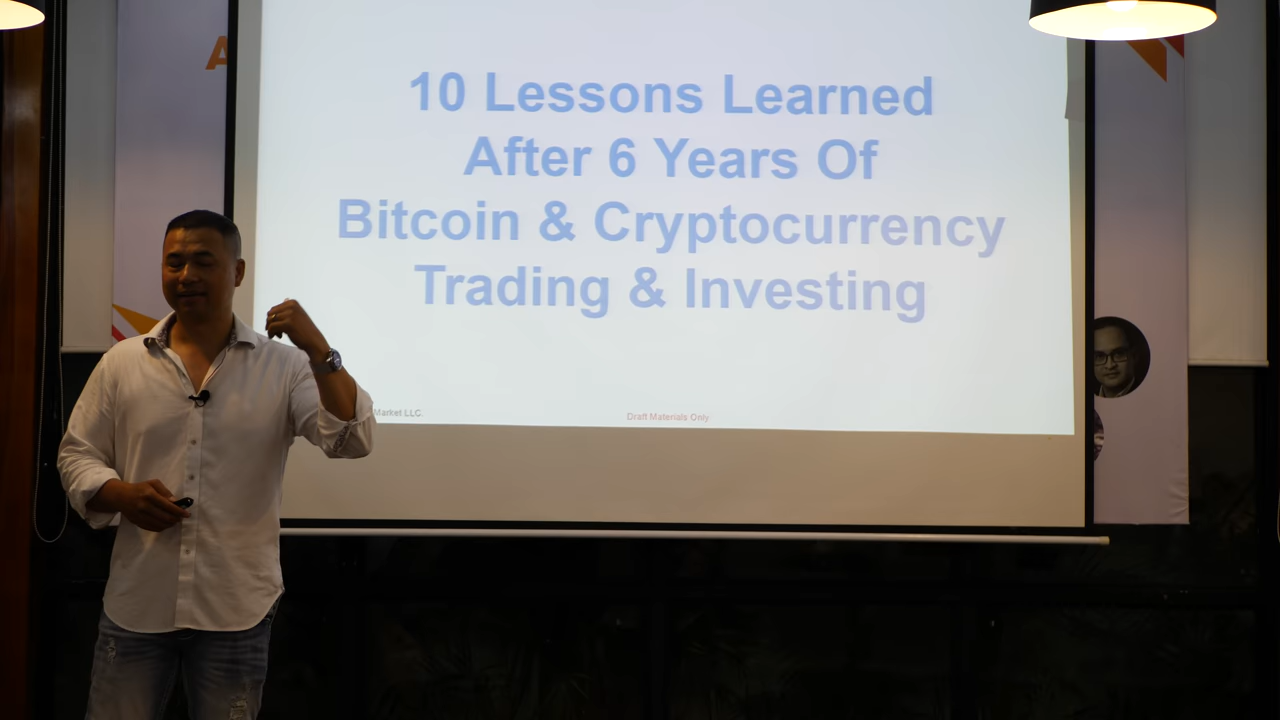 A
10 Lessons Learned
After 6 Years Of
Bitcoin & Cryptocurrency
Trading & Investing
Market LLC.
Draft Materials Only